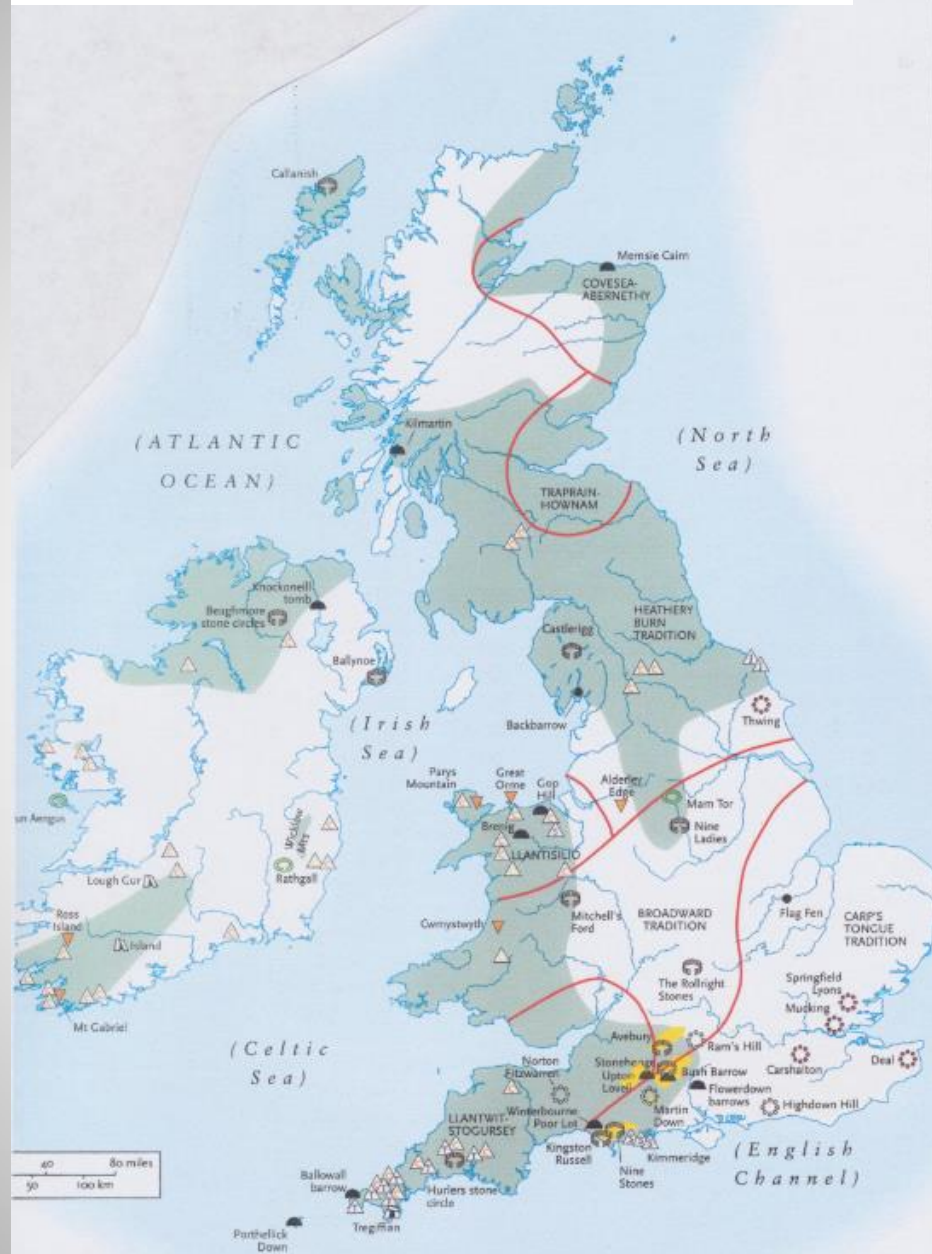 Callanish
Memsie Cairn
COVESEA-
ABERNETHY
Kilmartin
(ATLANTIC
OCEAN)
(North
Sea)
TRAPRAIN-
HOWNAM
Knockoneill
tomb
Beaghmore
stone circles
HEATHERY
BURN
TRADITION
Castlerigg
Ballynoe
Backbarrow
Thwing
(Irish
Sea)
Parys
Mountain
Great
Orme
Gop
Hill
Alderley
Edge
Mam Tor
Brenig
Nine
Ladies
un Aengus
Wicklow
Mts
LLANTISILIO
Rathgall
Lough Gur
Ross
Island
Island
Cwmystwyth
Mitchell's
Ford
BROADWARD
TRADITION
Flag Fen
CARP'S
TONGUE
TRADITION
The Rollright
Stones
Springfield
Lyons
Mucking
Mt Gabriel
(Celtic
Sea)
Avebury
Ram's Hill
Carshalton
Deal
Norton
Fitzwarren
Stonehenge
Upton
Lovell
Bush Barrow
Flowerdown
barrows
Winterbourne
Poor Lot
Martin
Down
Highdown Hill
LLANTWIT-
STOGURSEY
Kingston
Russell
Nine
Stones
Kimmeridge
(English
Channel)
40 80 miles
50 100 km
Ballowall
barrow
Hurlers stone
circle
Tregiffian
Porthellick
Down